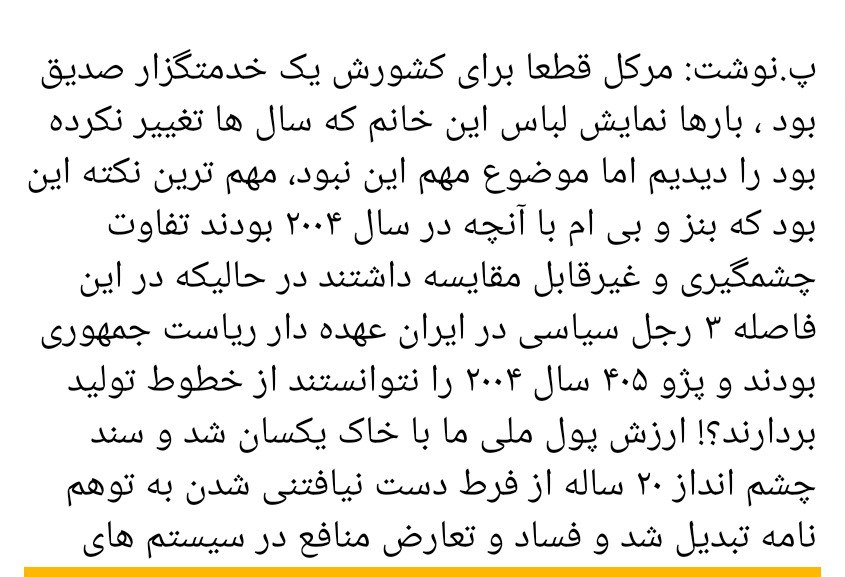 پ.نوشت: مرکل قطعا برای کشورش یک خدمتگزار صدیق
بود ، بارها نمایش لباس این خانم که سال ها تغییر نکرده
بود را دیدیم اما موضوع مهم این نبود، مهم ترین نکته این
بود که بنز و بی ام با آنچه در سال ۲۰۰۴ بودند تفاوت
چشمگیری و غیرقابل مقایسه داشتند در حالیکه در این
فاصله ۳ رجل سیاسی در ایران عهده دار ریاست جمهوری
بودند و پژو ۴۰۵ سال ۲۰۰۴ را نتوانستند از خطوط تولید
بردارند؟! ارزش پول ملی ما با خاک یکسان شد و سند
چشم انداز ۲۰ ساله از فرط دست نیافتنی شدن به توهم
نامه تبدیل شد و فساد و تعارض منافع در سیستم های